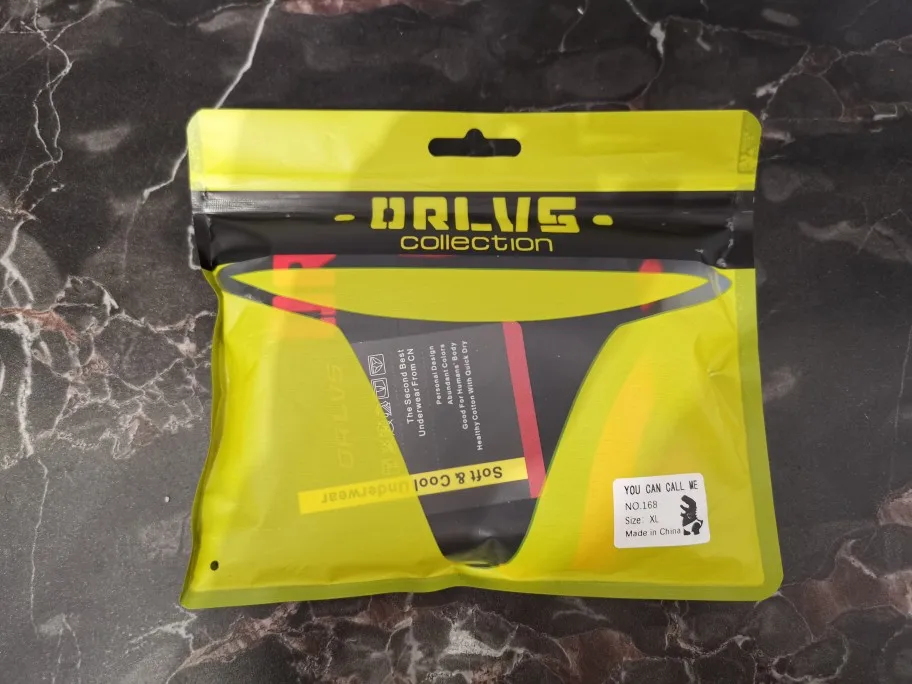 - ORLVS -
collection
The Second Best
Underwear From CN
Personal Design
Abundant Colors
Good For Humans' Body
Healthy Cotton With Quick Dry
Soft & Cool Underwear
ORLVS
YOU CAN CALL ME
NO.168
Size: XL
Made in China